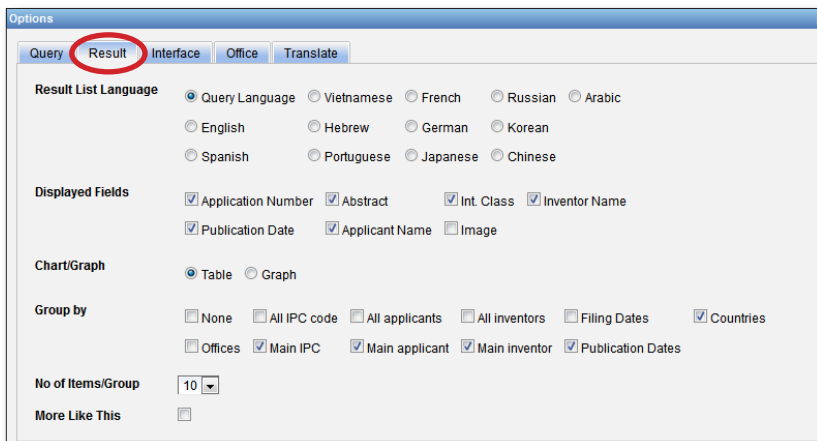 Options
Query Result Interface Office Translate
Result List Language Query Language Vietnamese French Russian Arabic
English Hebrew German Korean
Spanish Portuguese Japanese Chinese
Displayed Fields Application Number Abstract Int. Class Inventor Name
Publication Date Applicant Name Image
Chart/Graph Table Graph
Group by None All IPC code All applicants All inventors Filing Dates Countries
Offices Main IPC Main applicant Main inventor Publication Dates
No of Items/Group 10
More Like This